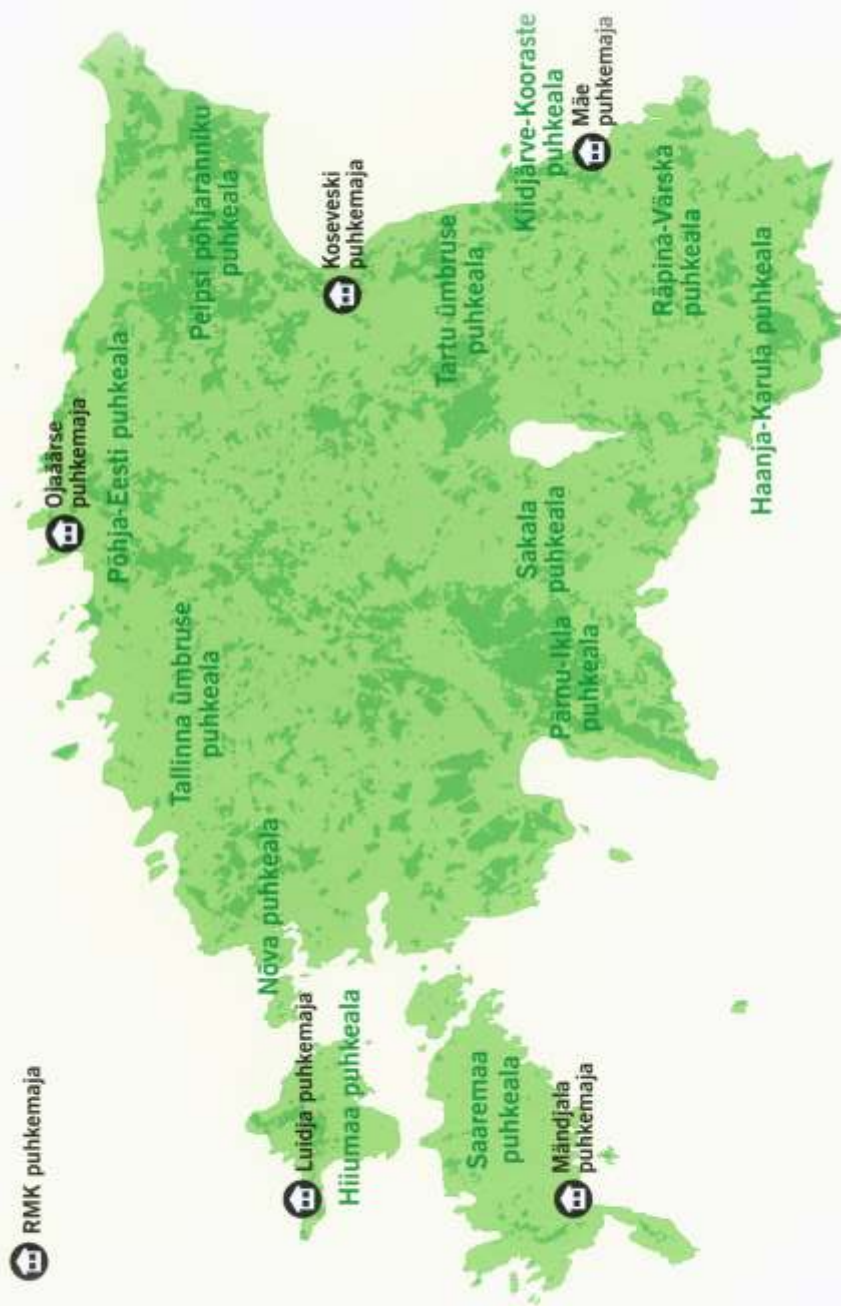 RMK puhkemaja
Ojaäärse
puhkemaja
Põhja-Eesti puhkeala
Peipsi põhjaranniku
puhkeala
Tallinna ümbruse
puhkeala
Nõva puhkeala
Koseveski
puhkemaja
Luidja puhkemaja
Hiiumaa puhkeala
Tartu ümbruse
puhkeala
Kiidjärve-Kooraste
puhkeala
Mäe
puhkemaja
Saaremaa
puhkeala
Sakala
puhkeala
Pärnu-Ikla
puhkeala
Mändjala
puhkemaja
Räpina-Värska
puhkeala
Haanja-Karula puhkeala